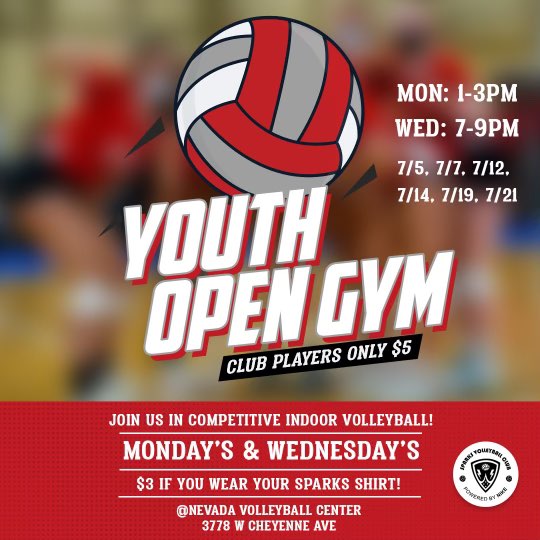 MON: 1-3PM
WED: 7-9PM
7/5, 7/7, 7/12,
7/14, 7/19, 7/21
YOUTH
OPEN GYM
CLUB PLAYERS ONLY $5
JOIN US IN COMPETITIVE INDOOR VOLLEYBALL!
MONDAY'S & WEDNESDAY'S
$3 IF YOU WEAR YOUR SPARKS SHIRT!
@NEVADA VOLLEYBALL CENTER
3778 W CHEYENNE AVE
SPARKS VOLLEYBALL CLUB
POWERED BY NIKE